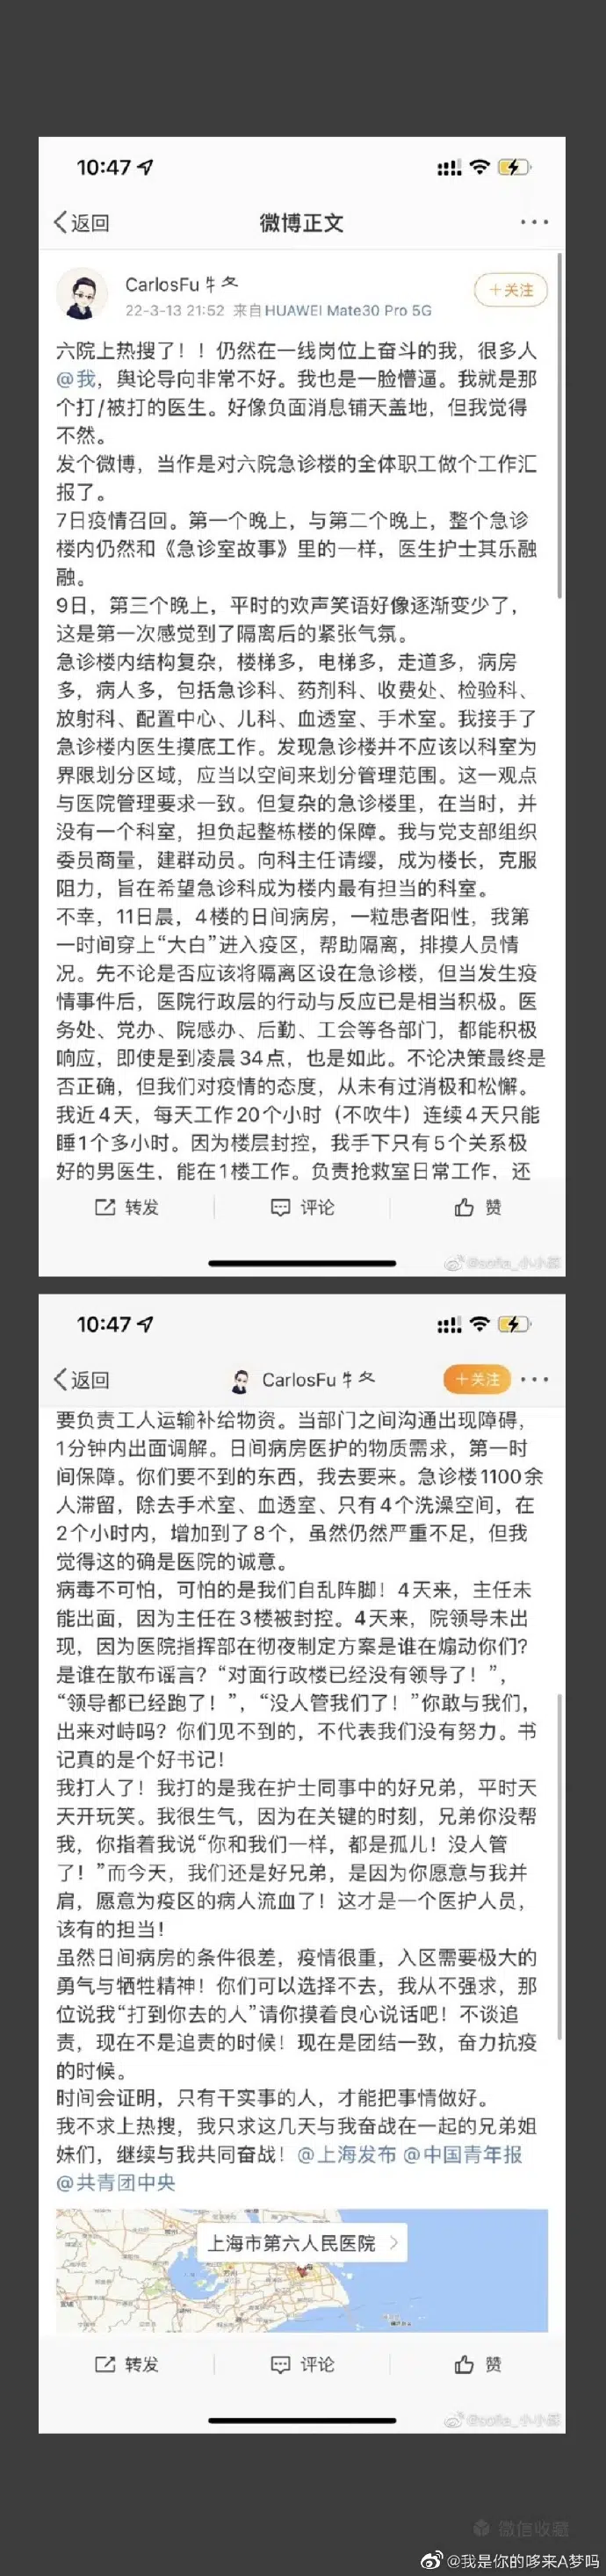 10:47
返回
微博正文
CarlosFu牛冬
+关注
22-3-13 21:52 来自HUAWEI Mate30 Pro 5G
六院上热搜了！！仍然在一线岗位上奋斗的我，很多人
@我，舆论导向非常不好。我也是一脸懵逼。我就是那
个打/被打的医生。好像负面消息铺天盖地，但我觉得
不然。
发个微博，当作是对六院急诊楼的全体职工做个工作汇
报了。
7日疫情召回。第一个晚上，与第二个晚上，整个急诊
楼内仍然和《急诊室故事》里的一样，医生护士其乐融
融。
9日，第三个晚上，平时的欢声笑语好像逐渐变少了，
这是第一次感觉到了隔离后的紧张气氛。
急诊楼内结构复杂，楼梯多，电梯多，走道多，病房
多，病人多，包括急诊科、药剂科、收费处、检验科、
放射科、配置中心、儿科、血透室、手术室。我接手了
急诊楼内医生摸底工作。发现急诊楼并不应该以科室为
界限划分区域，应当以空间来划分管理范围。这一观点
与医院管理要求一致。但复杂的急诊楼里，在当时，并
没有一个科室，担负起整栋楼的保障。我与党支部组织
委员商量，建群动员。向科主任请缨，成为楼长，克服
阻力，旨在希望急诊科成为楼内最有担当的科室。
不幸，11日晨，4楼的日间病房，一粒患者阳性，我第
一时间穿上“大白”进入疫区，帮助隔离，排摸人员情
况。先不论是否应该将隔离区设在急诊楼，但当发生疫
情事件后，医院行政层的行动与反应已是相当积极。医
务处、党办、院感办、后勤、工会等各部门，都能积极
响应，即使是到凌晨34点，也是如此。不论决策最终是
否正确，但我们对疫情的态度，从未有过消极和松懈。
我近4天，每天工作20个小时（不吹牛）连续4天只能
睡1个多小时。因为楼层封控，我手下只有5个关系极
好的男医生，能在1楼工作。负责抢救室日常工作，还
转发
评论
赞
@sofia_小小
10:47
返回
CarlosFu牛冬
+关注
要负责工人运输补给物资。当部门之间沟通出现障碍，
1分钟内出面调解。日间病房医护的物质需求，第一时
间保障。你们要不到的东西，我去要来。急诊楼1100余
人滞留，除去手术室、血透室、只有4个洗澡空间，在
2个小时内，增加到了8个，虽然仍然严重不足，但我
觉得这的确是医院的诚意。
病毒不可怕，可怕的是我们自乱阵脚！4天来，主任未
能出面，因为主任在3楼被封控。4天来，院领导未出
现，因为医院指挥部在彻夜制定方案是谁在煽动你们？
是谁在散布谣言？“对面行政楼已经没有领导了！”，
“领导都已经跑了！”，“没人管我们了！”你敢与我们，
出来对峙吗？你们见不到的，不代表我们没有努力。书
记真的是个好书记！
我打人了！我打的是我在护士同事中的好兄弟，平时天
天开玩笑。我很生气，因为在关键的时刻，兄弟你没帮
我，你指着我说“你和我们一样，都是孤儿！没人管
了！”而今天，我们还是好兄弟，是因为你愿意与我并
肩，愿意为疫区的病人流血了！这才是一个医护人员，
该有的担当！
虽然日间病房的条件很差，疫情很重，入区需要极大的
勇气与牺牲精神！你们可以选择不去，我从不强求，那
位说我“打到你去的人”请你摸着良心说话吧！不谈追
责，现在不是追责的时候！现在是团结一致，奋力抗疫
的时候。
时间会证明，只有干实事的人，才能把事情做好。
我不求上热搜，我只求这几天与我奋战在一起的兄弟姐
妹们，继续与我共同奋战！@上海发布 @中国青年报
@共青团中央
上海市第六人民医院
转发
评论
赞
@sofia_小小
微信收藏
@我是你的哆来A梦吗